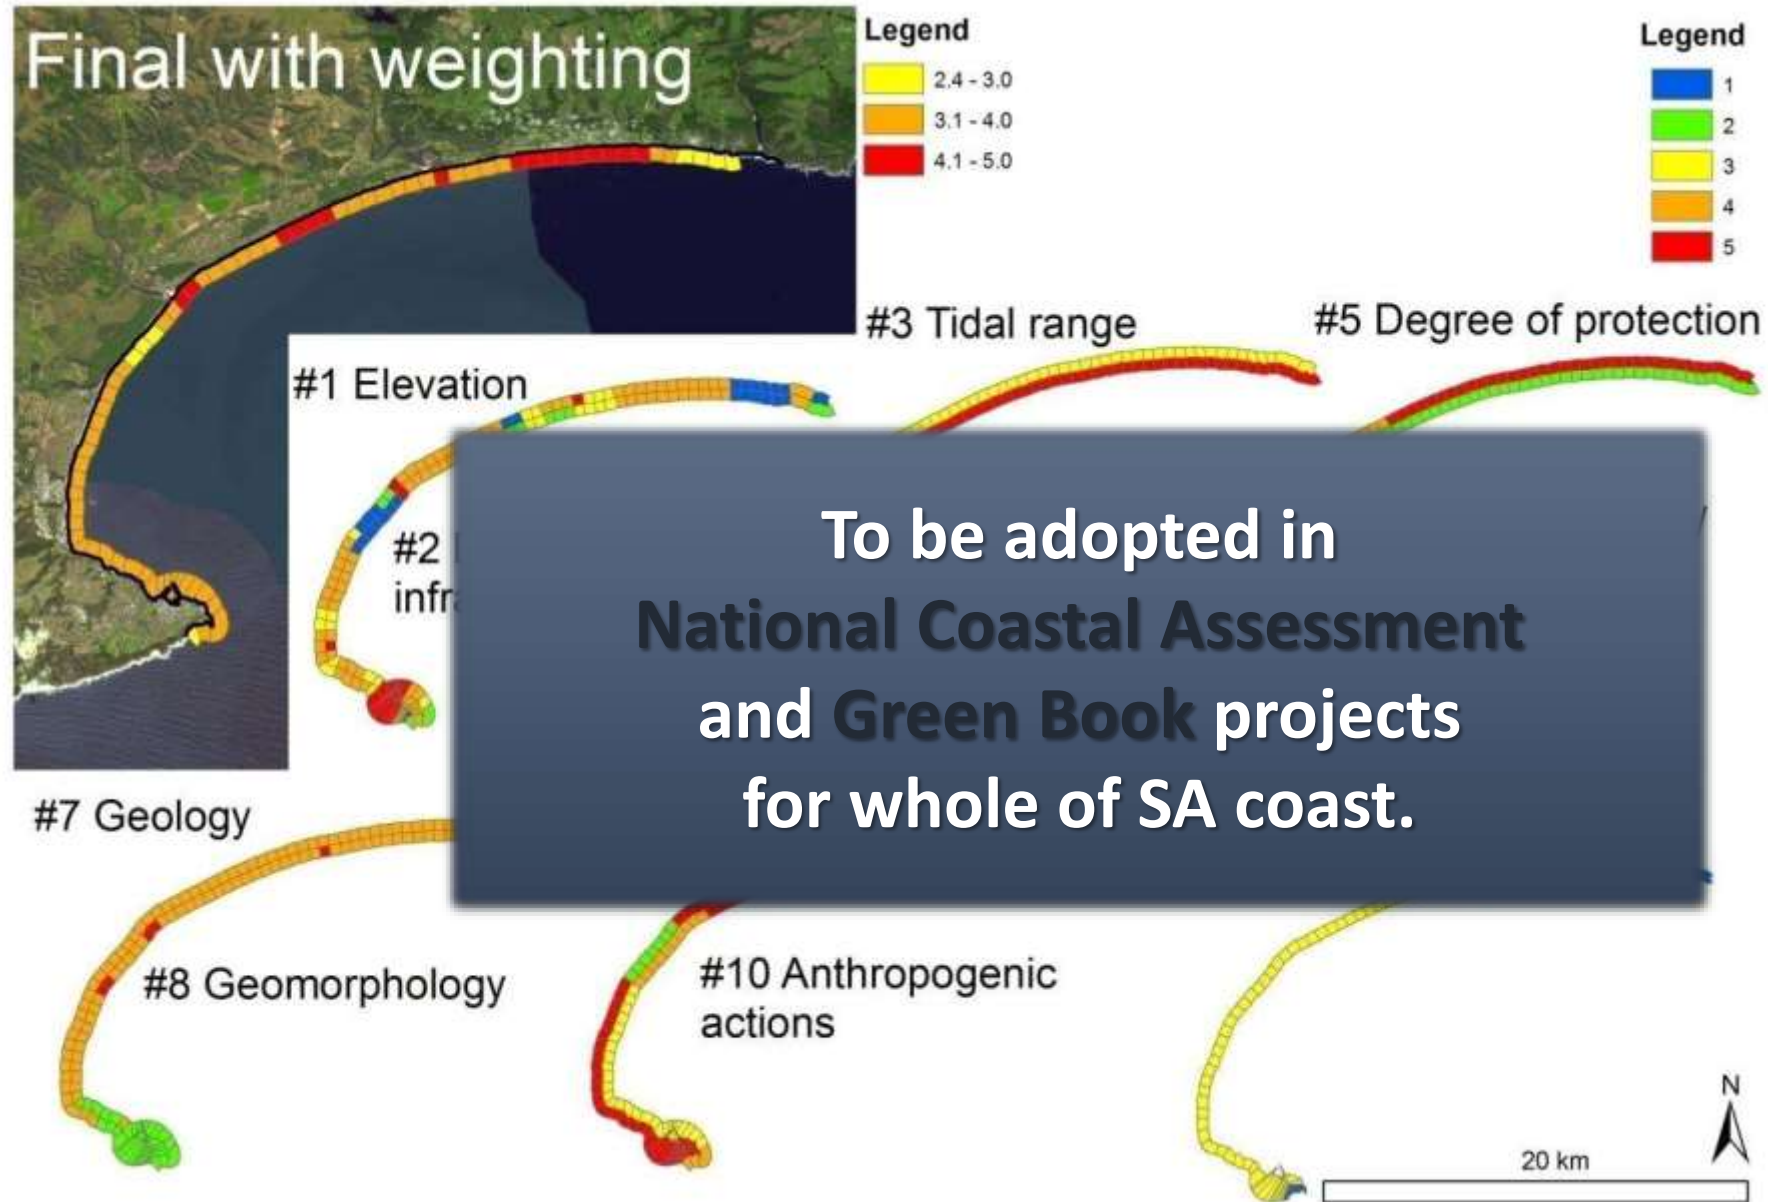 Final with weighting
Legend
2.4 - 3.0
3.1 - 4.0
4.1 - 5.0
Legend
1
2
3
4
5
#3 Tidal range
#5 Degree of protection
#1 Elevation
#2
To be adopted in
National Coastal Assessment
and Green Book projects
for whole of SA coast.
#7 Geology
#8 Geomorphology
#10 Anthropogenic
actions
N
20 km